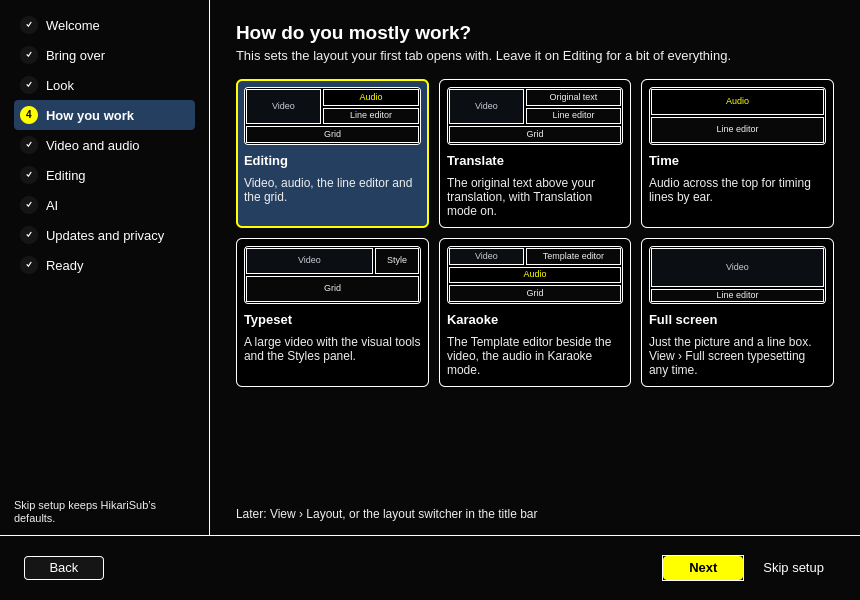 Welcome
Bring over
Look
4 How you work
Video and audio
Editing
AI
Updates and privacy
Ready
Skip setup keeps HikariSub's
defaults.
How do you mostly work?
This sets the layout your first tab opens with. Leave it on Editing for a bit of everything.
Video
Audio
Line editor
Grid
Editing
Video, audio, the line editor and
the grid.
Video
Original text
Line editor
Grid
Translate
The original text above your
translation, with Translation
mode on.
Audio
Line editor
Time
Audio across the top for timing
lines by ear.
Video
Style
Grid
Typeset
A large video with the visual tools
and the Styles panel.
Video
Template editor
Audio
Grid
Karaoke
The Template editor beside the
video, the audio in Karaoke
mode.
Video
Line editor
Full screen
Just the picture and a line box.
View › Full screen typesetting
any time.
Later: View › Layout, or the layout switcher in the title bar
Back
Next
Skip setup